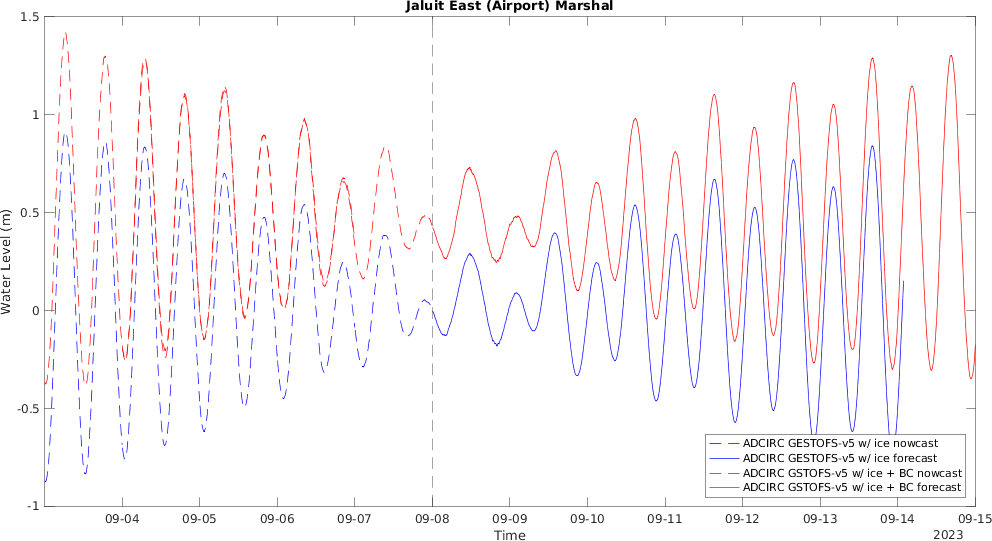 Jaluit East (Airport) Marshal
1.5
1
0.5
0
-0.5
-1
Water Level (m)
ADCIRC GESTOFS-v5 w/ ice nowcast
ADCIRC GESTOFS-v5 w/ ice forecast
ADCIRC GSTOFS-v5 w/ ice + BC nowcast
ADCIRC GSTOFS-v5 w/ ice + BC forecast
09-04 09-05 09-06 09-07 09-08 09-09 09-10 09-11 09-12 09-13 09-14 09-15
Time
2023